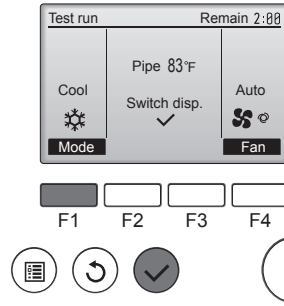 Test run Remain 2:00
Pipe 83°F
Cool Auto
Switch disp.
Mode Fan
F1 F2 F3 F4